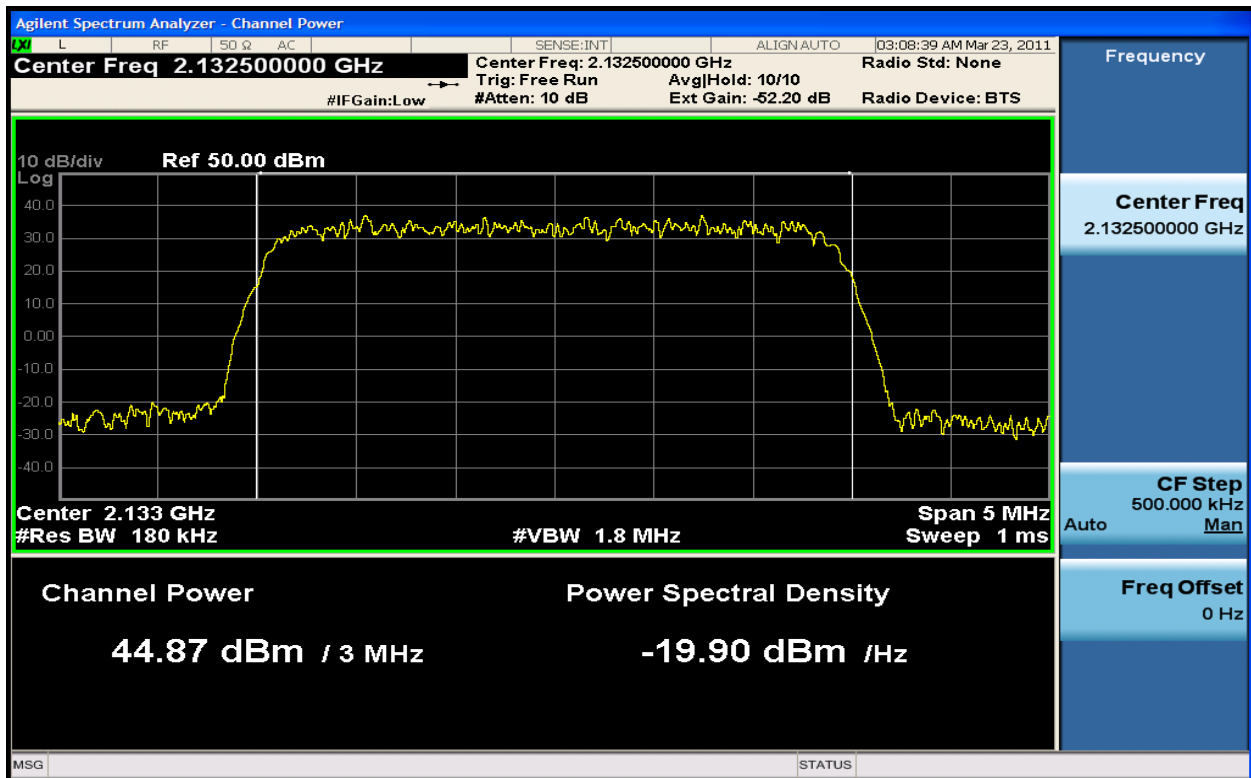 Agilent Spectrum Analyzer - Channel Power
LXI L RF 50 Ω AC SENSE:INT ALIGN AUTO 03:08:39 AM Mar 23, 2011
Center Freq 2.132500000 GHz
Center Freq: 2.132500000 GHz
Radio Std: None
Trig: Free Run
Avg|Hold: 10/10
#IFGain:Low
#Atten: 10 dB
Ext Gain: -52.20 dB
Radio Device: BTS
10 dB/div
Ref 50.00 dBm
Log
40.0
30.0
20.0
10.0
0.00
-10.0
-20.0
-30.0
-40.0
Center 2.133 GHz
Span 5 MHz
#Res BW 180 kHz
#VBW 1.8 MHz
Sweep 1 ms
Channel Power
Power Spectral Density
44.87 dBm / 3 MHz
-19.90 dBm /Hz
MSG
STATUS
Frequency
Center Freq
2.132500000 GHz
CF Step
500.000 kHz
Auto Man
Freq Offset
0 Hz